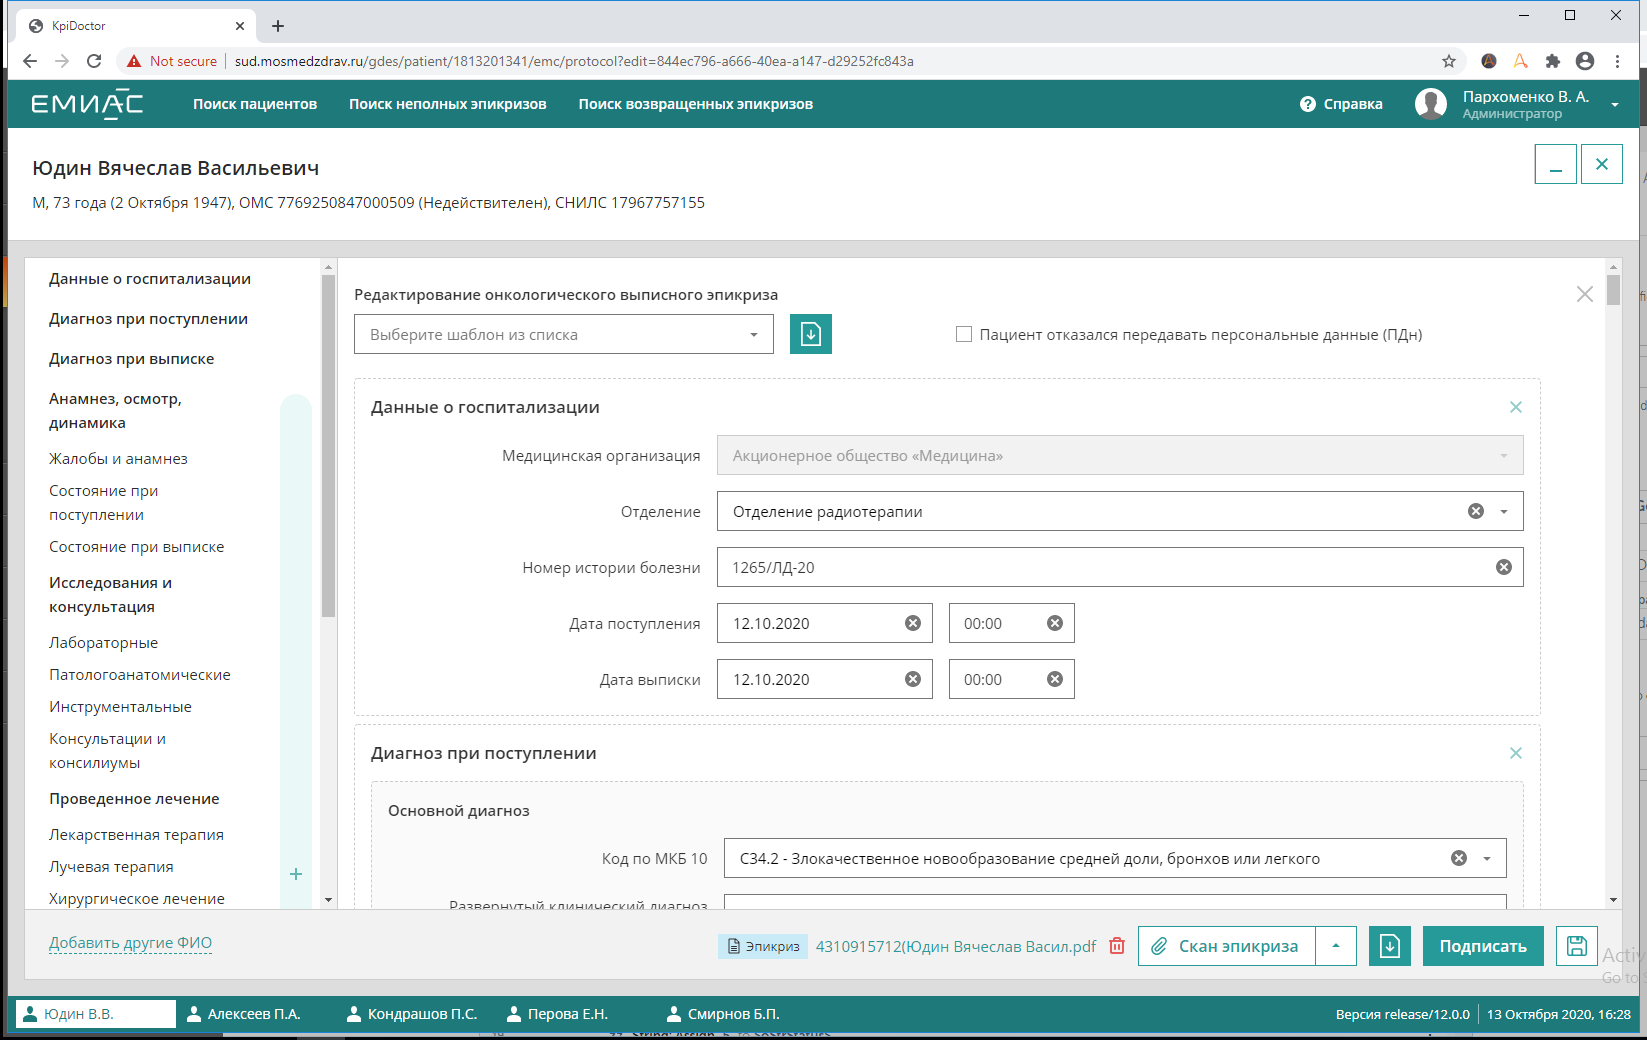 KpiDoctor
Not secure
sud.mosmedzdrav.ru/gdes/patient/1813201341/emc/protocol?edit=844ec796-a666-40ea-a147-d29252fc843a
ЕМИАС
Поиск пациентов
Поиск неполных эпикризов
Поиск возвращенных эпикризов
Справка
Пархоменко В. А.
Администратор
Юдин Вячеслав Васильевич
М, 73 года (2 Октября 1947), ОМС 7769250847000509 (Недействителен), СНИЛС 17967757155
Данные о госпитализации
Диагноз при поступлении
Диагноз при выписке
Анамнез, осмотр,
динамика
Жалобы и анамнез
Состояние при
поступлении
Состояние при выписке
Исследования и
консультация
Лабораторные
Патологоанатомические
Инструментальные
Консультации и
консилиумы
Проведенное лечение
Лекарственная терапия
Лучевая терапия
Хирургическое лечение
Редактирование онкологического выписного эпикриза
Выберите шаблон из списка
Пациент отказался передавать персональные данные (ПДн)
Данные о госпитализации
Медицинская организация
Акционерное общество «Медицина»
Отделение
Отделение радиотерапии
Номер истории болезни
1265/ЛД-20
Дата поступления
12.10.2020
00:00
Дата выписки
12.10.2020
00:00
Диагноз при поступлении
Основной диагноз
Код по МКБ 10
C34.2 - Злокачественное новообразование средней доли, бронхов или легкого
Развернутый клинический диагноз
Добавить другие ФИО
Эпикриз
4310915712(Юдин Вячеслав Васил.pdf
Скан эпикриза
Подписать
Activ
Go to S
Юдин В.В.
Алексеев П.А.
Кондрашов П.С.
Перова Е.Н.
Смирнов Б.П.
Версия release/12.0.0
13 Октября 2020, 16:28